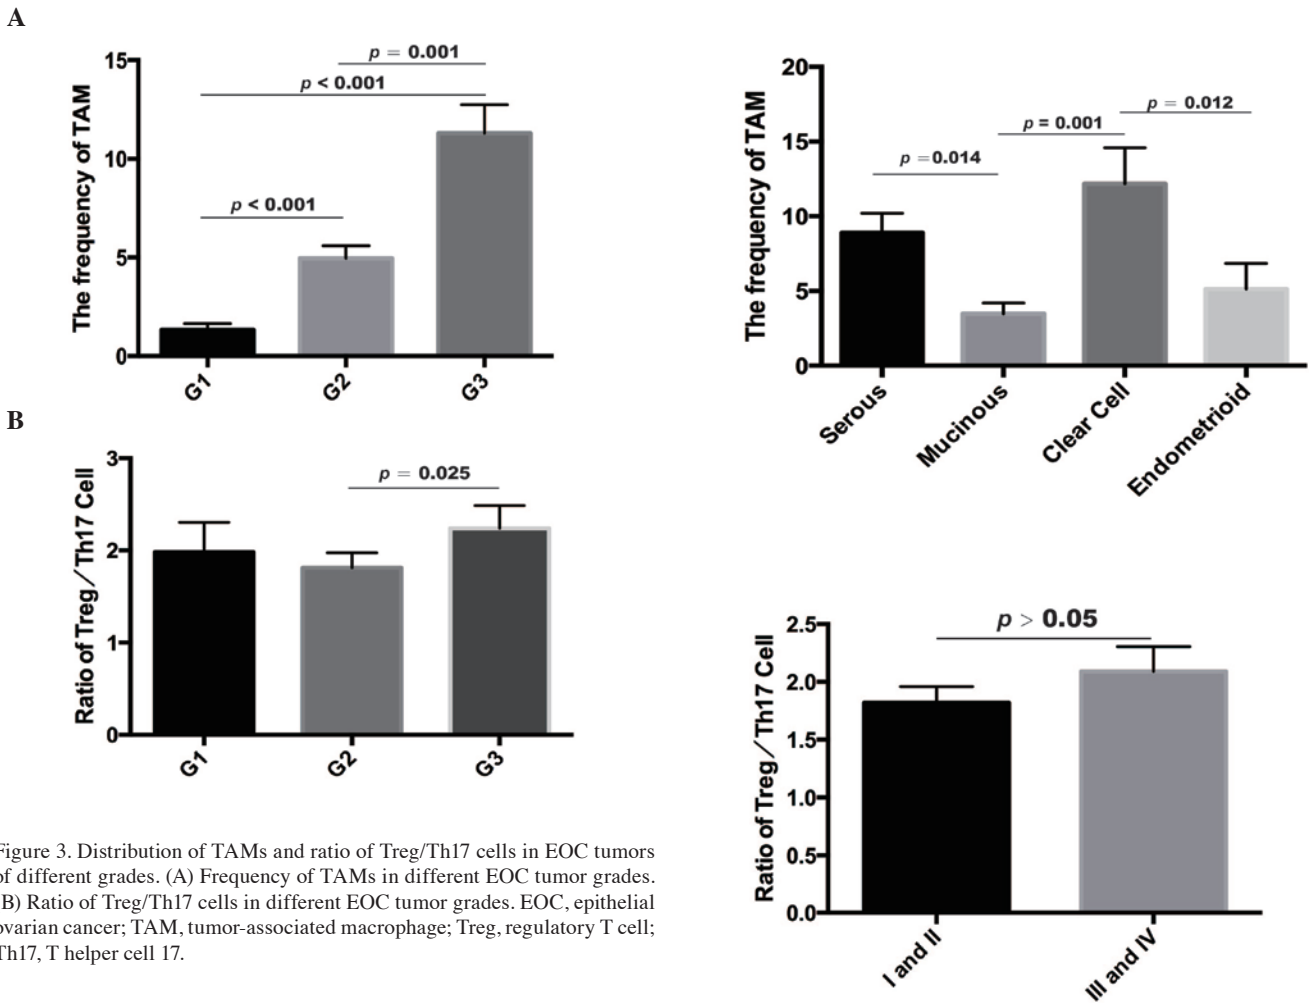 A
The frequency of TAM
15
10
5
0
p = 0.001
p < 0.001
p < 0.001
G1
G2
G3
The frequency of TAM
20
15
10
5
0
p =0.014
p = 0.001
p = 0.012
Serous
Mucinous
Clear Cell
Endometrioid
B
Ratio of Treg/Th17 Cell
3
2
1
0
p = 0.025
G1
G2
G3
Ratio of Treg/Th17 Cell
2.5
2.0
1.5
1.0
0.5
0.0
p > 0.05
I and II
III and IV
Figure 3. Distribution of TAMs and ratio of Treg/Th17 cells in EOC tumors
of different grades. (A) Frequency of TAMs in different EOC tumor grades.
(B) Ratio of Treg/Th17 cells in different EOC tumor grades. EOC, epithelial
ovarian cancer; TAM, tumor-associated macrophage; Treg, regulatory T cell;
Th17, T helper cell 17.